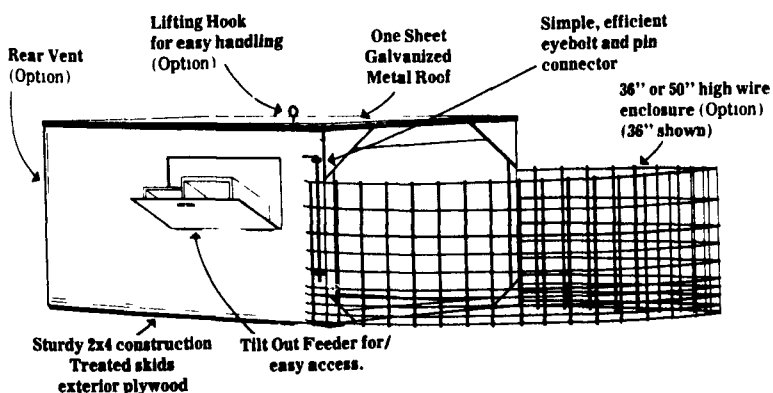 Rear Vent
(Option)
Lifting Hook
for easy handling
(Option)
One Sheet
Galvanized
Metal Roof
Simple, efficient
eyebolt and pin
connector
36" or 50" high wire
enclosure (Option)
(36" shown)
Sturdy 2x4 construction
Treated skids
exterior plywood
Tilt Out Feeder for/
easy access.